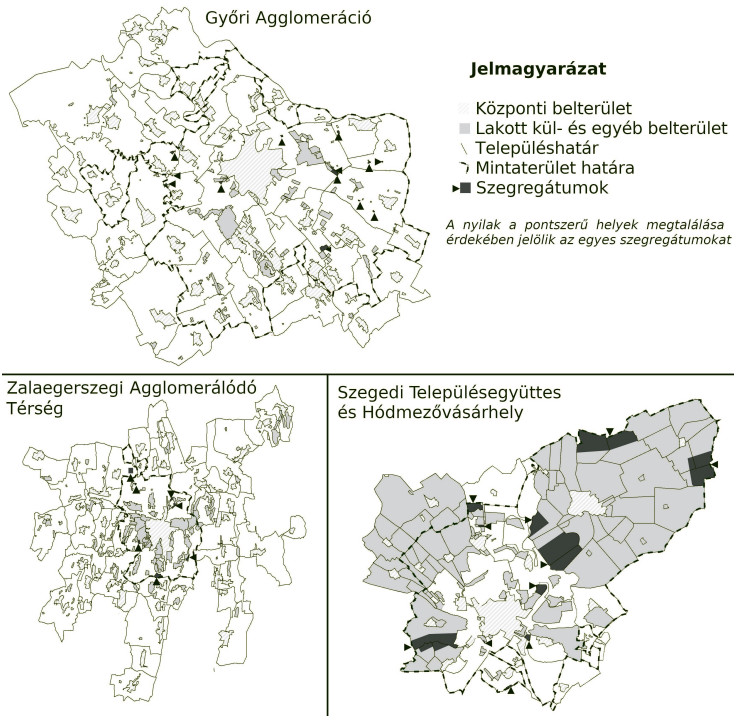 Győri Agglomeráció
Jelmagyarázat
Központi belterület
Lakott kül- és egyéb belterület
Településhatár
Mintaterület határa
Szegregátumok
A nyilak a pontszerű helyek megtalálása
érdekében jelölik az egyes szegregátumokat
Zalaegerszegi Agglomerálódó
Térség
Szegedi Településegyüttes
és Hódmezővásárhely